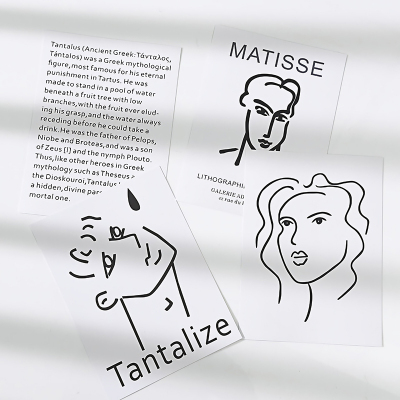 Tantalus (Ancient Greek: Τάνταλος,
Tántalos) was a Greek mythological
figure, most famous for his eternal
punishment in Tartus. He was
made to stand in a pool of water
beneath a fruit tree with low
branches, with the fruit ever elud-
ing his grasp, and the water always
receding before he could take a
drink. He was the father of Pelops,
Niobe and Broteas, and was a son
of Zeus [I] and the nymph Plouto.
Thus, like other heroes in Greek
mythology such as Theseus
the Dioskouroi, Tantalus
a hidden, divine par
mortal one.
MATISSE
LITHOGRAPHI
GALERIE
et rue du
Tantalize